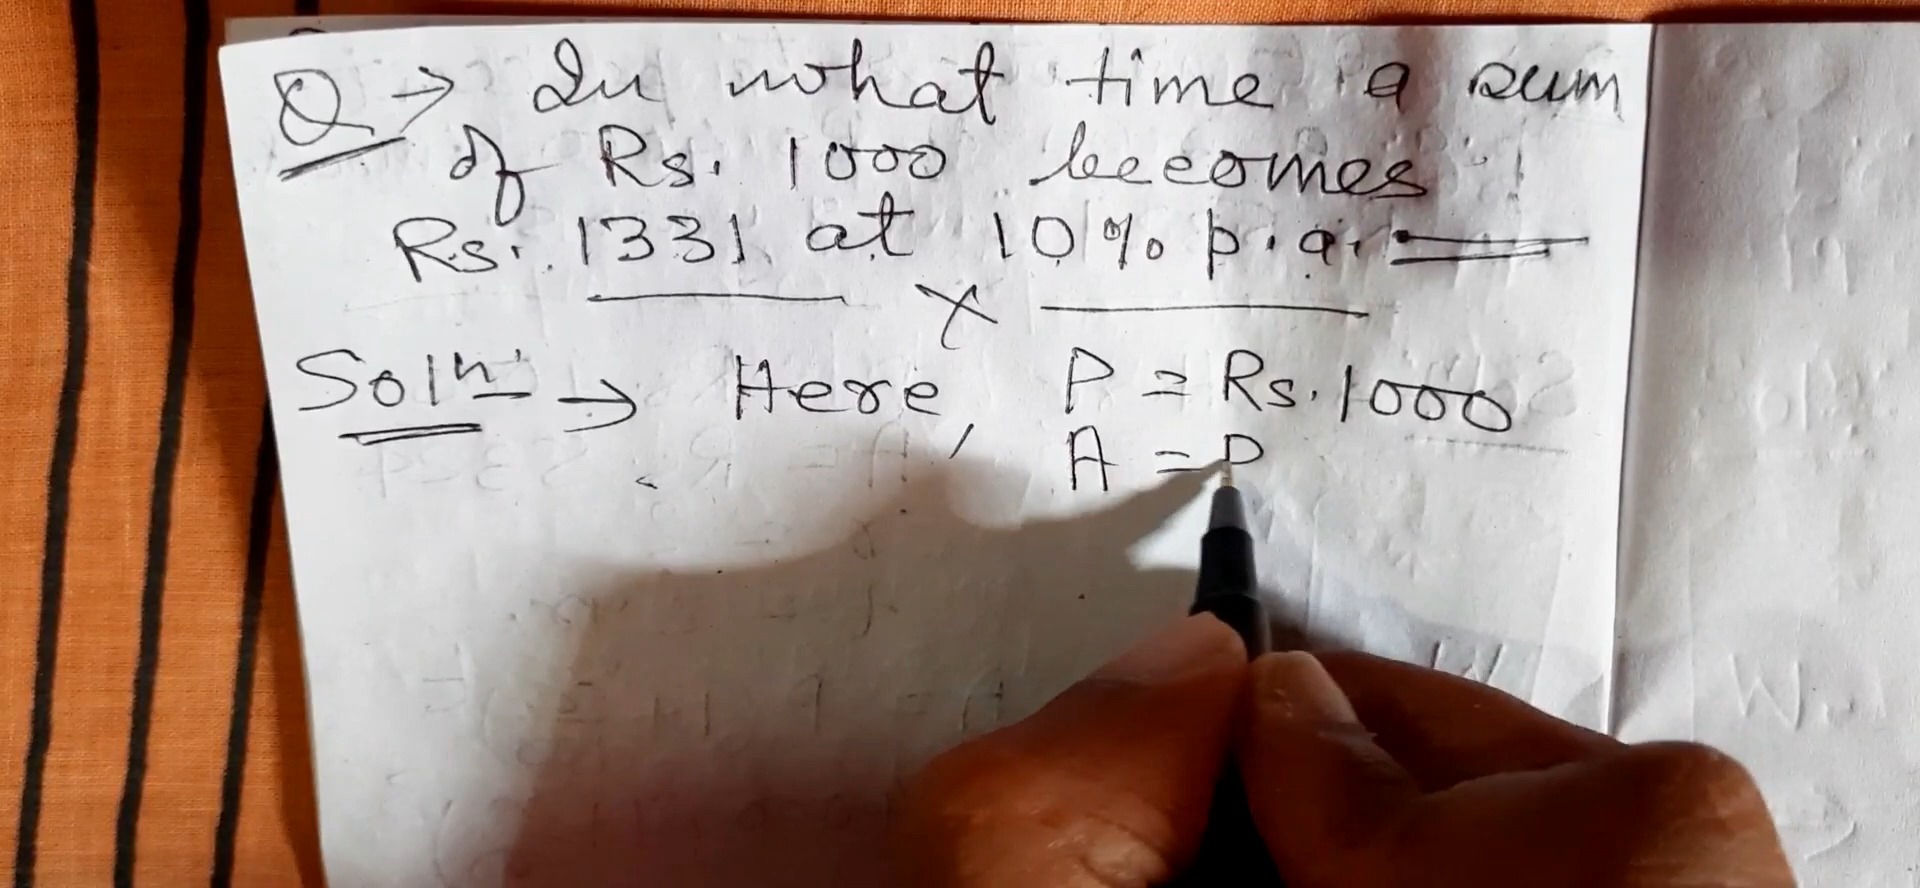 Q → In what time a sum
of Rs. 1000 becomes
Rs. 1331 at 10% p.a.
Soln → Here, P = Rs. 1000
A =